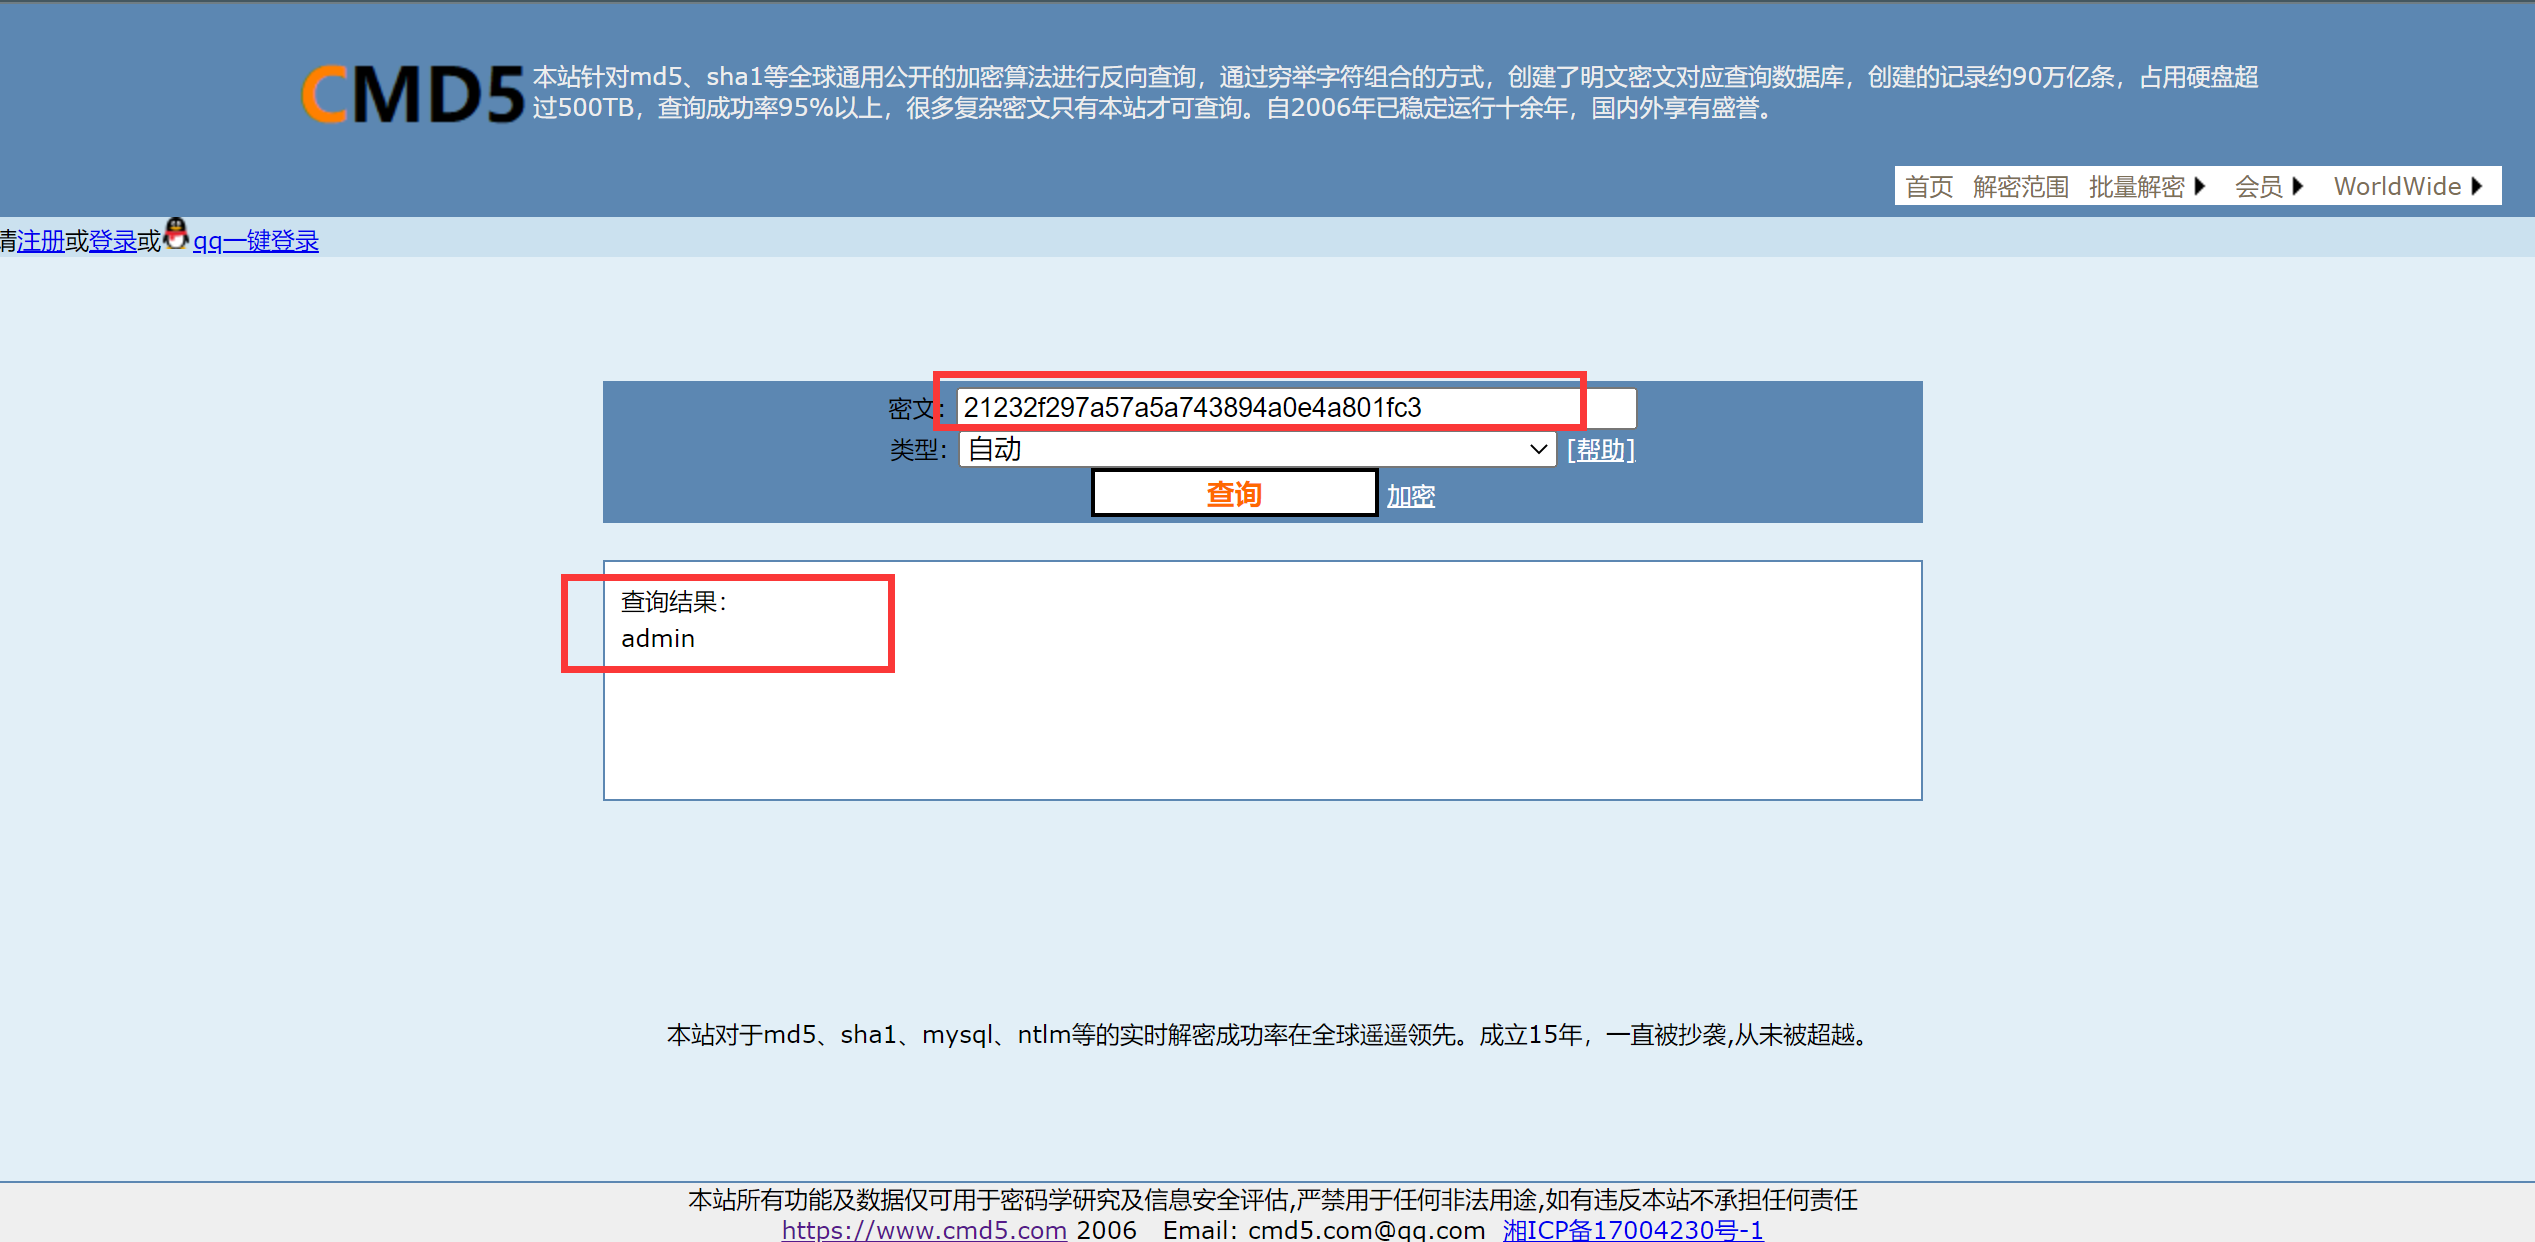 CMD5
本站针对md5、sha1等全球通用公开的加密算法进行反向查询，通过穷举字符组合的方式，创建了明文密文对应查询数据库，创建的记录约90万亿条，占用硬盘超
过500TB，查询成功率95%以上，很多复杂密文只有本站才可查询。自2006年已稳定运行十余年，国内外享有盛誉。
首页 解密范围 批量解密 会员 WorldWide
请注册或登录或qq一键登录
密文：21232f297a57a5a743894a0e4a801fc3
类型：自动 [帮助]
查询 加密
查询结果：
admin
本站对于md5、sha1、mysql、ntlm等的实时解密成功率在全球遥遥领先。成立15年，一直被抄袭,从未被超越。
本站所有功能及数据仅可用于密码学研究及信息安全评估,严禁用于任何非法用途,如有违反本站不承担任何责任
https://www.cmd5.com 2006 Email: cmd5.com@qq.com 湘ICP备17004230号-1